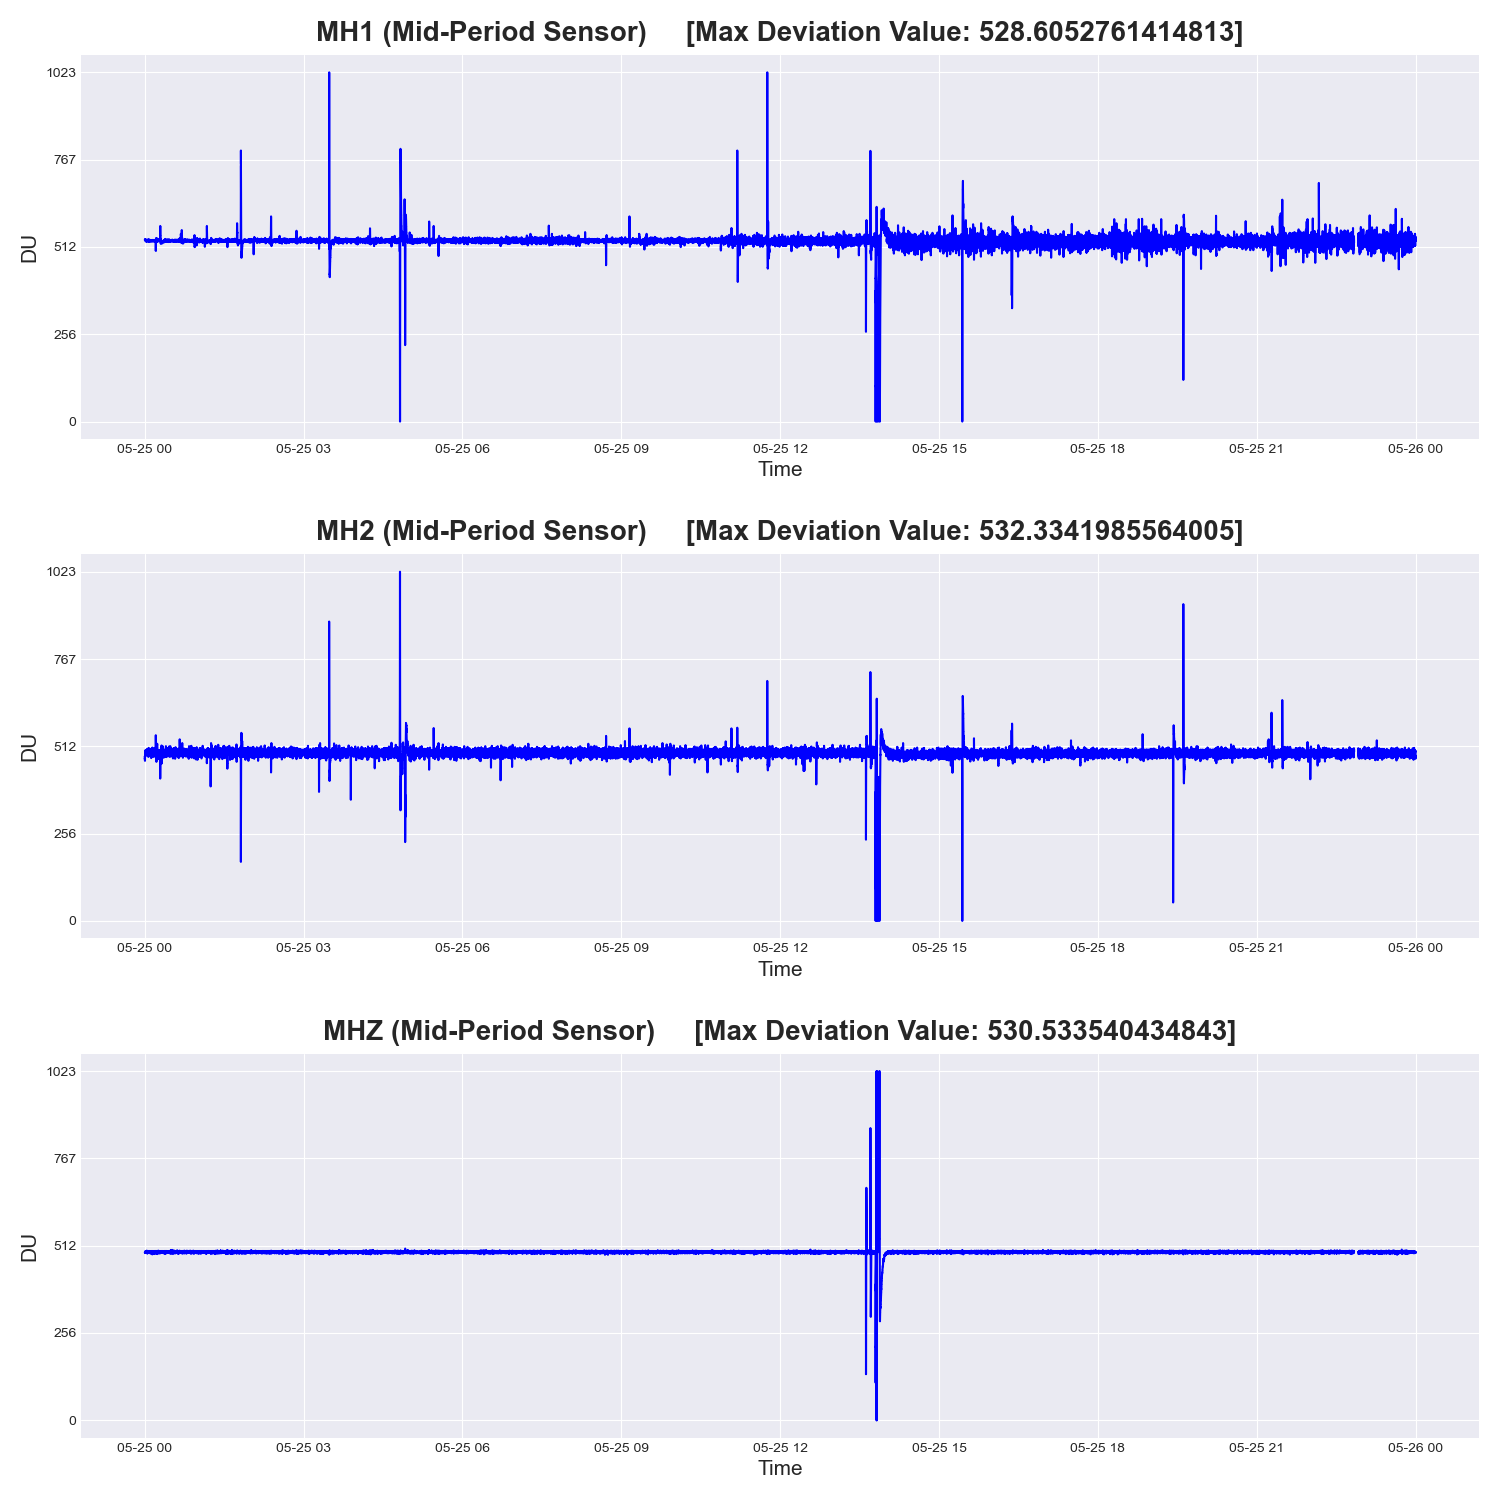 MH1 (Mid-Period Sensor) [Max Deviation Value: 528.6052761414813]
1023
767
512
256
0
DU
05-25 00 05-25 03 05-25 06 05-25 09 05-25 12 05-25 15 05-25 18 05-25 21 05-26 00
Time
MH2 (Mid-Period Sensor) [Max Deviation Value: 532.3341985564005]
1023
767
512
256
0
DU
05-25 00 05-25 03 05-25 06 05-25 09 05-25 12 05-25 15 05-25 18 05-25 21 05-26 00
Time
MHZ (Mid-Period Sensor) [Max Deviation Value: 530.533540434843]
1023
767
512
256
0
DU
05-25 00 05-25 03 05-25 06 05-25 09 05-25 12 05-25 15 05-25 18 05-25 21 05-26 00
Time